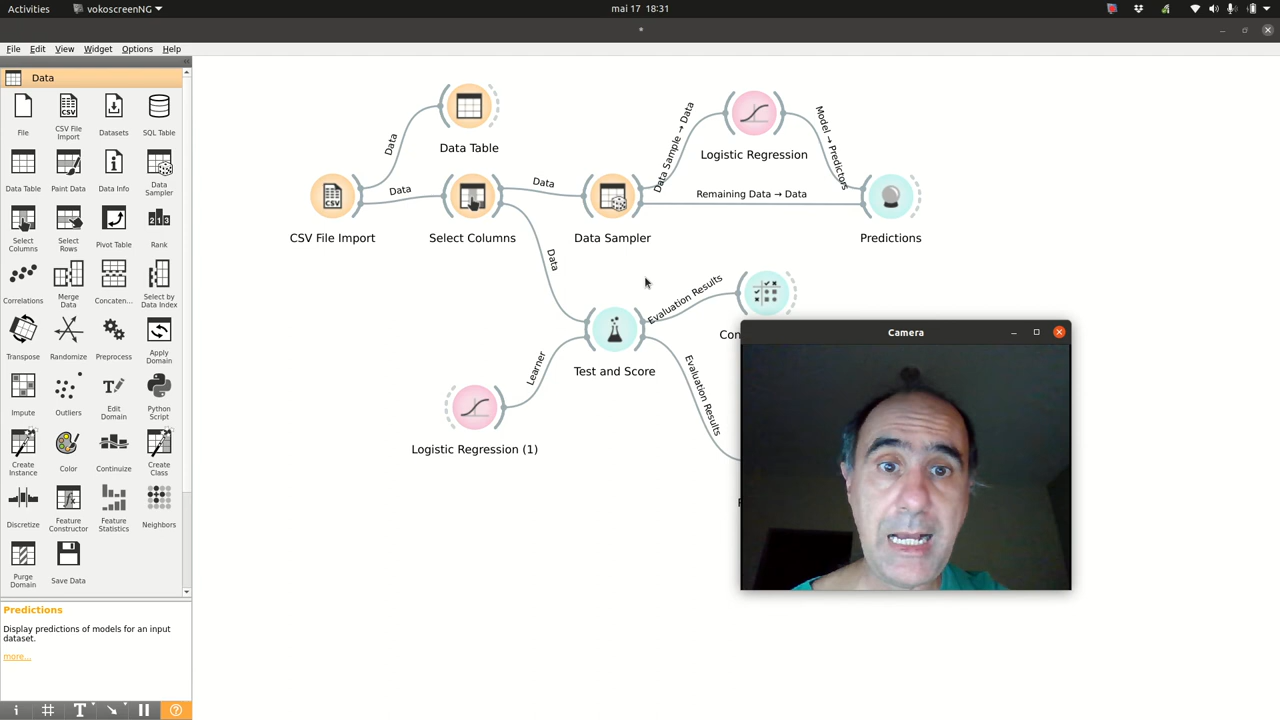 Activities
vokoscreenNG
mai 17 18:31
File Edit View Widget Options Help
Data
File
CSV File Import
Datasets
SQL Table
Data Table
Paint Data
Data Info
Data Sampler
Select Columns
Select Rows
Pivot Table
Rank
Correlations
Merge Data
Concaten...
Select by Data Index
Transpose
Randomize
Preprocess
Apply Domain
Impute
Outliers
Edit Domain
Python Script
Create Instance
Color
Continuize
Create Class
Discretize
Feature Constructor
Feature Statistics
Neighbors
Purge Domain
Save Data
Predictions
Display predictions of models for an input
dataset.
more...
Data
Data Table
Data Sample → Data
Logistic Regression
Model → Predictors
Data
Data
Remaining Data → Data
CSV File Import
Select Columns
Data Sampler
Predictions
Data
Evaluation Results
Con
Test and Score
Learner
Evaluation Results
Logistic Regression (1)
Camera